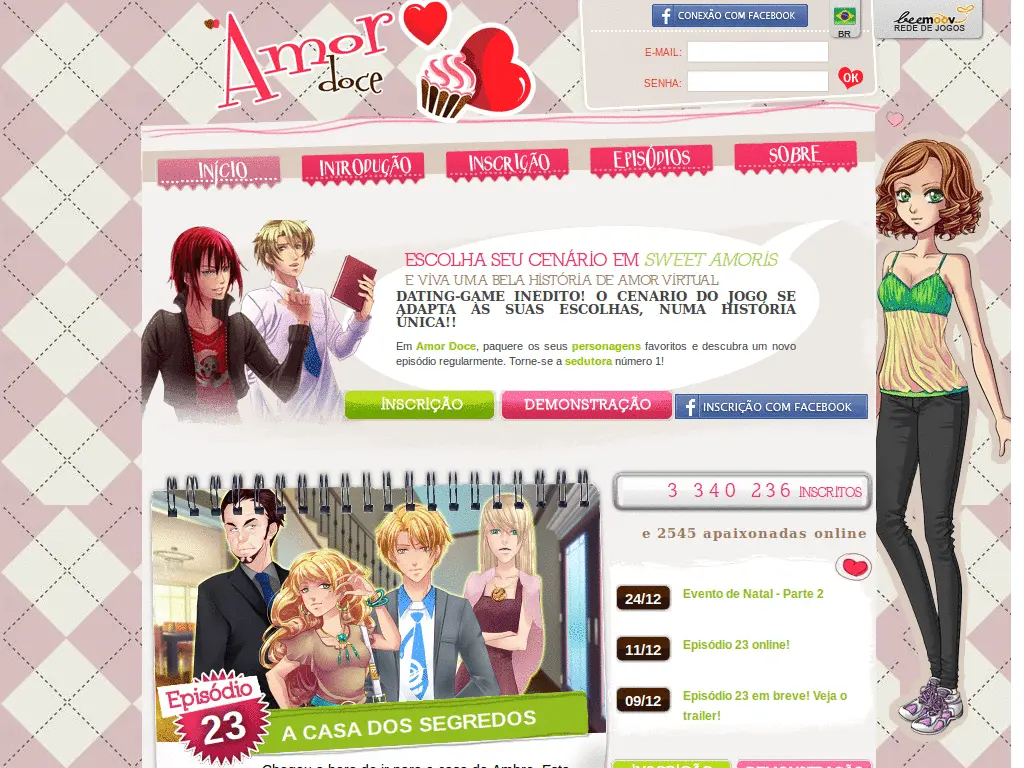 Amor
doce
CONEXÃO COM FACEBOOK
BR
beemoov
REDE DE JOGOS
E-MAIL:
SENHA:
OK
INÍCIO
INTRODUÇÃO
INSCRIÇÃO
EPISÓDIOS
SOBRE
ESCOLHA SEU CENÁRIO EM SWEET AMORIS
E VIVA UMA BELA HISTÓRIA DE AMOR VIRTUAL
DATING-GAME INEDITO! O CENARIO DO JOGO SE
ADAPTA ÀS SUAS ESCOLHAS, NUMA HISTÓRIA
ÚNICA!!
Em Amor Doce, paquere os seus personagens favoritos e descubra um novo
episódio regularmente. Torne-se a sedutora número 1!
INSCRIÇÃO
DEMONSTRAÇÃO
INSCRIÇÃO COM FACEBOOK
3 340 236 INSCRITOS
e 2545 apaixonadas online
24/12 Evento de Natal - Parte 2
11/12 Episódio 23 online!
09/12 Episódio 23 em breve! Veja o
trailer!
Episódio
23
A CASA DOS SEGREDOS
Chegou a hora de ir para a casa da Ambre. Esta
INSCRIÇÃO
DEMONSTRAÇÃO